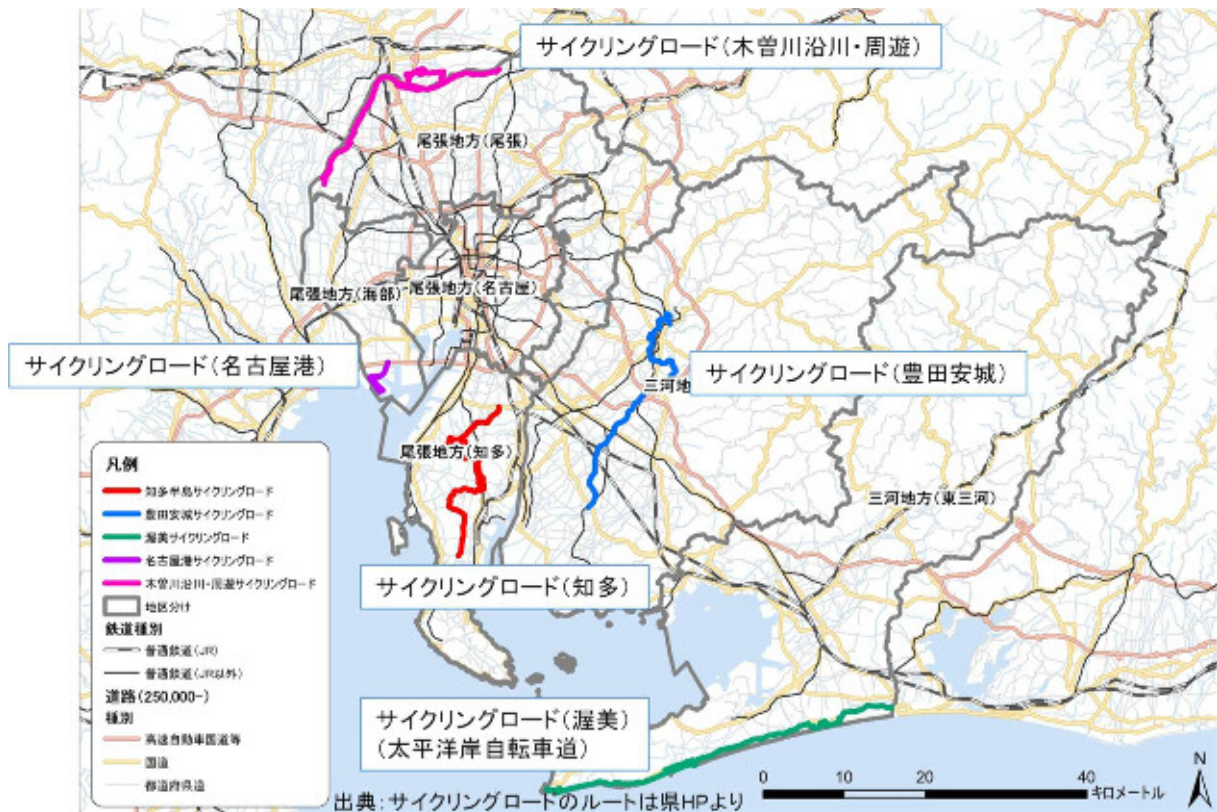 サイクリングロード(木曽川沿川・周遊)
尾張地方(尾張)
尾張地方(海部)
尾張地方(名古屋)
サイクリングロード(名古屋港)
三河地
サイクリングロード(豊田安城)
尾張地方(知多)
三河地方(東三河)
サイクリングロード(知多)
サイクリングロード(渥美)
(太平洋岸自転車道)
凡例
知多半島サイクリングロード
豊田安城サイクリングロード
渥美サイクリングロード
名古屋港サイクリングロード
木曽川沿川・周遊サイクリングロード
地区分け
鉄道種別
普通鉄道(JR)
普通鉄道(JR以外)
道路(250,000-)
種別
高速自動車国道等
国道
都道府県道
0 10 20 40
キロメートル
N
出典:サイクリングロードのルートは県HPより